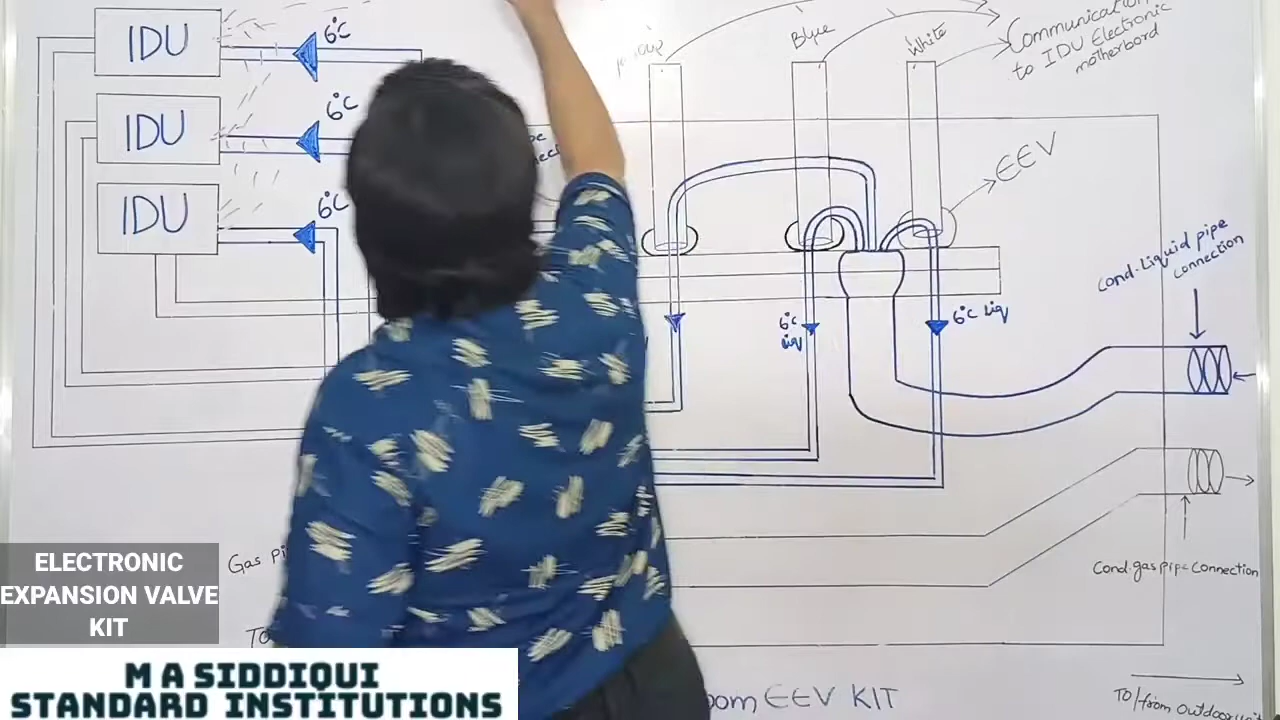 IDU
6°C
IDU
6°C
IDU
6°C
Blue
White
Communication
to IDU Electronic
motherbord
EEV
Cond. Liquid pipe
connection
6°C
Liq
6°C Liq
Gas
Cond. gas pipe connection
To
EEV KIT
To/from outdoor unit
ELECTRONIC
EXPANSION VALVE
KIT
M A SIDDIQUI
STANDARD INSTITUTIONS